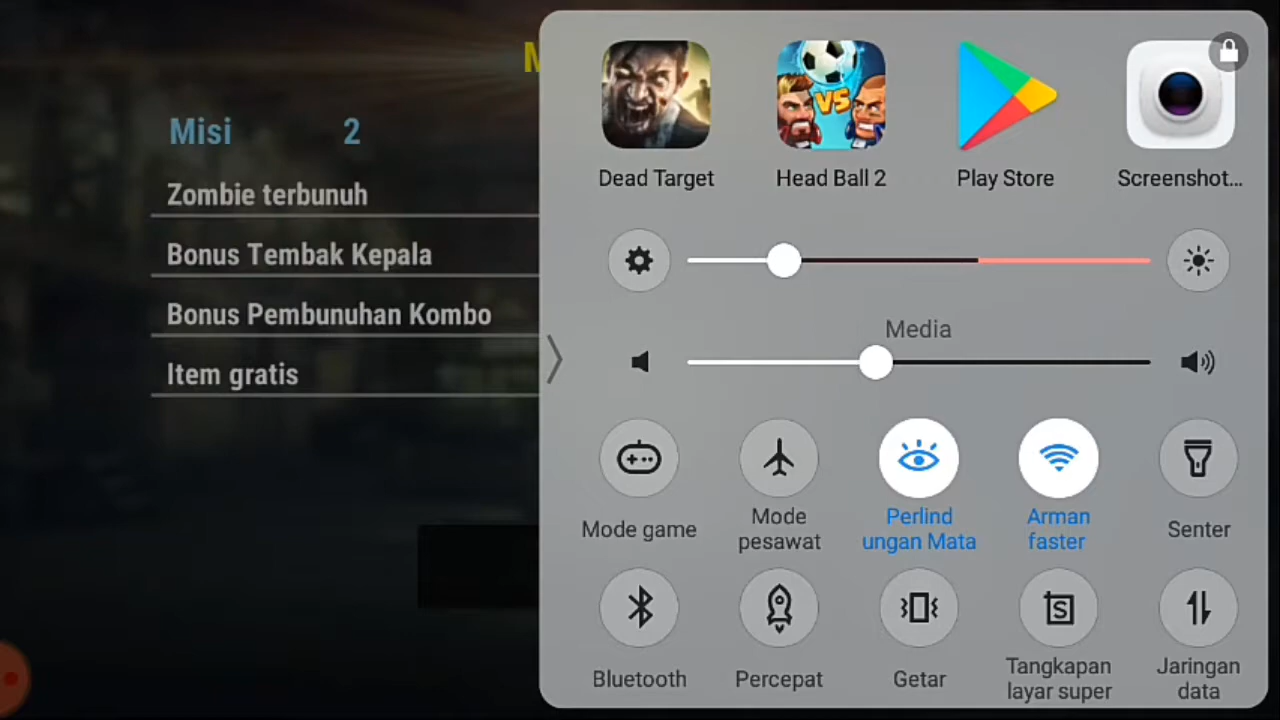 M
Misi 2
Zombie terbunuh
Bonus Tembak Kepala
Bonus Pembunuhan Kombo
Item gratis
VS
Dead Target
Head Ball 2
Play Store
Screenshot...
Media
Mode game
Mode
pesawat
Perlind
ungan Mata
Arman
faster
Senter
Bluetooth
Percepat
Getar
S
Tangkapan
layar super
Jaringan
data